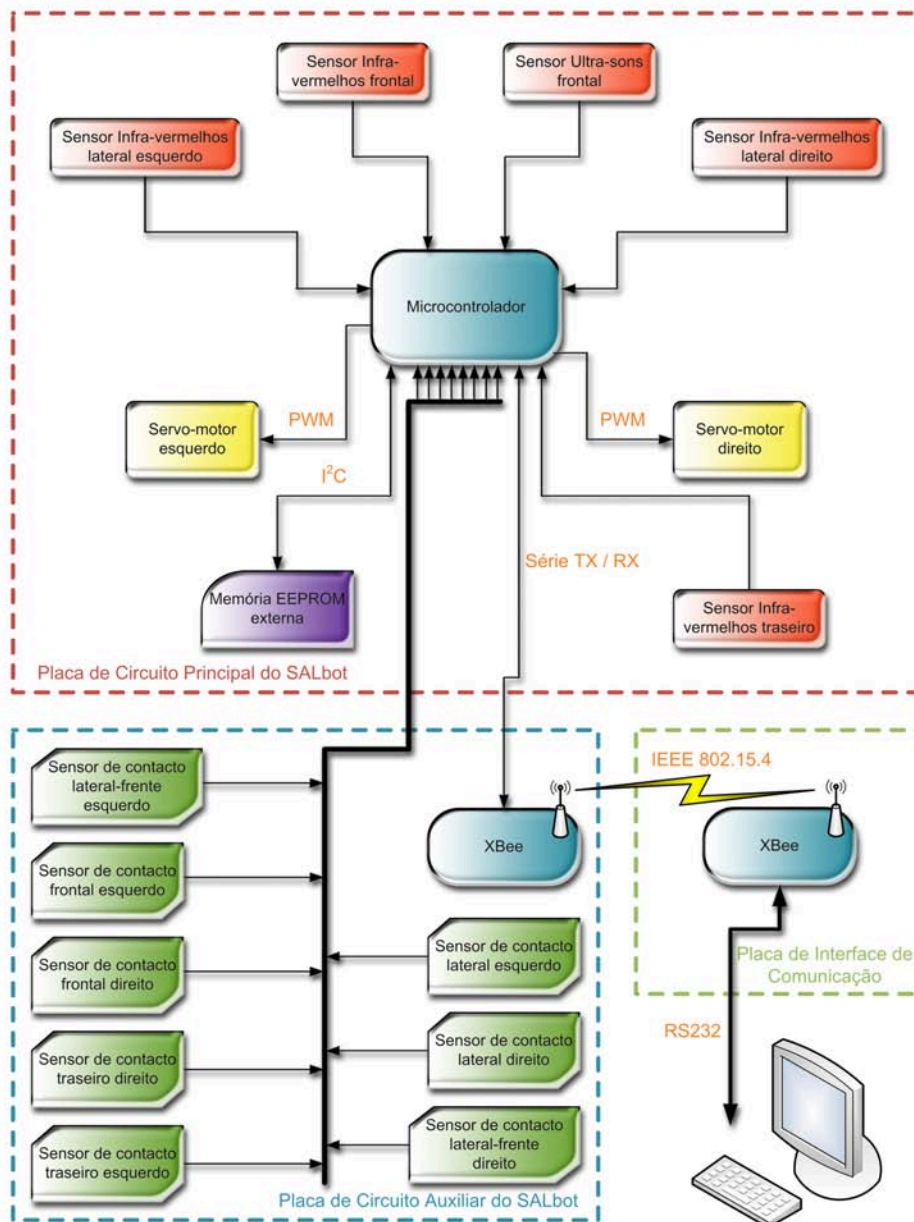 Sensor Infra-
vermelhos frontal
Sensor Ultra-sons
frontal
Sensor Infra-vermelhos
lateral esquerdo
Sensor Infra-vermelhos
lateral direito
Microcontrolador
PWM
PWM
Servo-motor
esquerdo
Servo-motor
direito
I²C
Série TX / RX
Memória EEPROM
externa
Sensor Infra-
vermelhos traseiro
Placa de Circuito Principal do SALbot
Sensor de contacto
lateral-frente
esquerdo
IEEE 802.15.4
XBee
XBee
Sensor de contacto
frontal esquerdo
Sensor de contacto
lateral esquerdo
Placa de Interface de
Comunicação
Sensor de contacto
frontal direito
RS232
Sensor de contacto
lateral direito
Sensor de contacto
traseiro direito
Sensor de contacto
lateral-frente
direito
Sensor de contacto
traseiro esquerdo
Placa de Circuito Auxiliar do SALbot